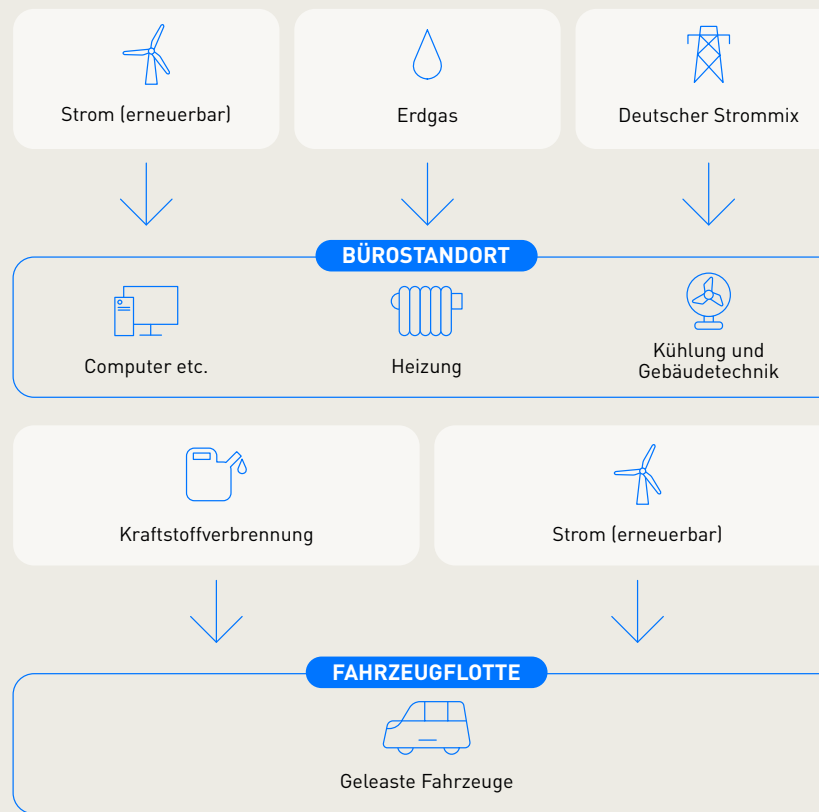 Strom (erneuerbar)
Erdgas
Deutscher Strommix
BÜROSTANDORT
Computer etc.
Heizung
Kühlung und
Gebäudetechnik
Kraftstoffverbrennung
Strom (erneuerbar)
FAHRZEUGFLOTTE
Geleaste Fahrzeuge